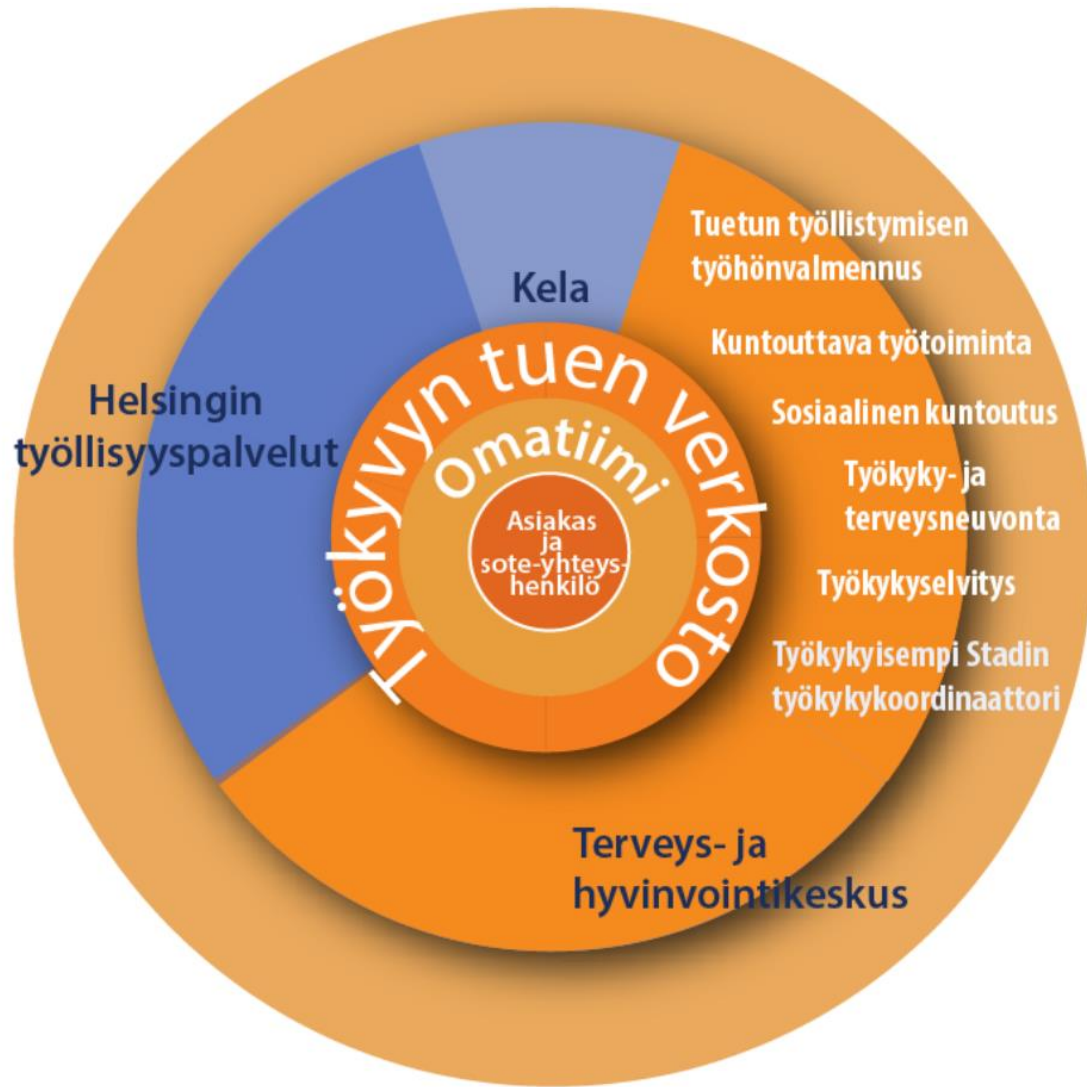 Tuetun työllistymisen
työhönvalmennus
Kela
Kuntouttava työtoiminta
Helsingin
työllisyyspalvelut
Sosiaalinen kuntoutus
Työkyvyn tuen verkosto
Omatiimi
Työkyky- ja
terveysneuvonta
Asiakas
ja
sote-yhteys-
henkilö
Työkykyselvitys
Työkykyisempi Stadin
työkykykoordinaattori
Terveys- ja
hyvinvointikeskus